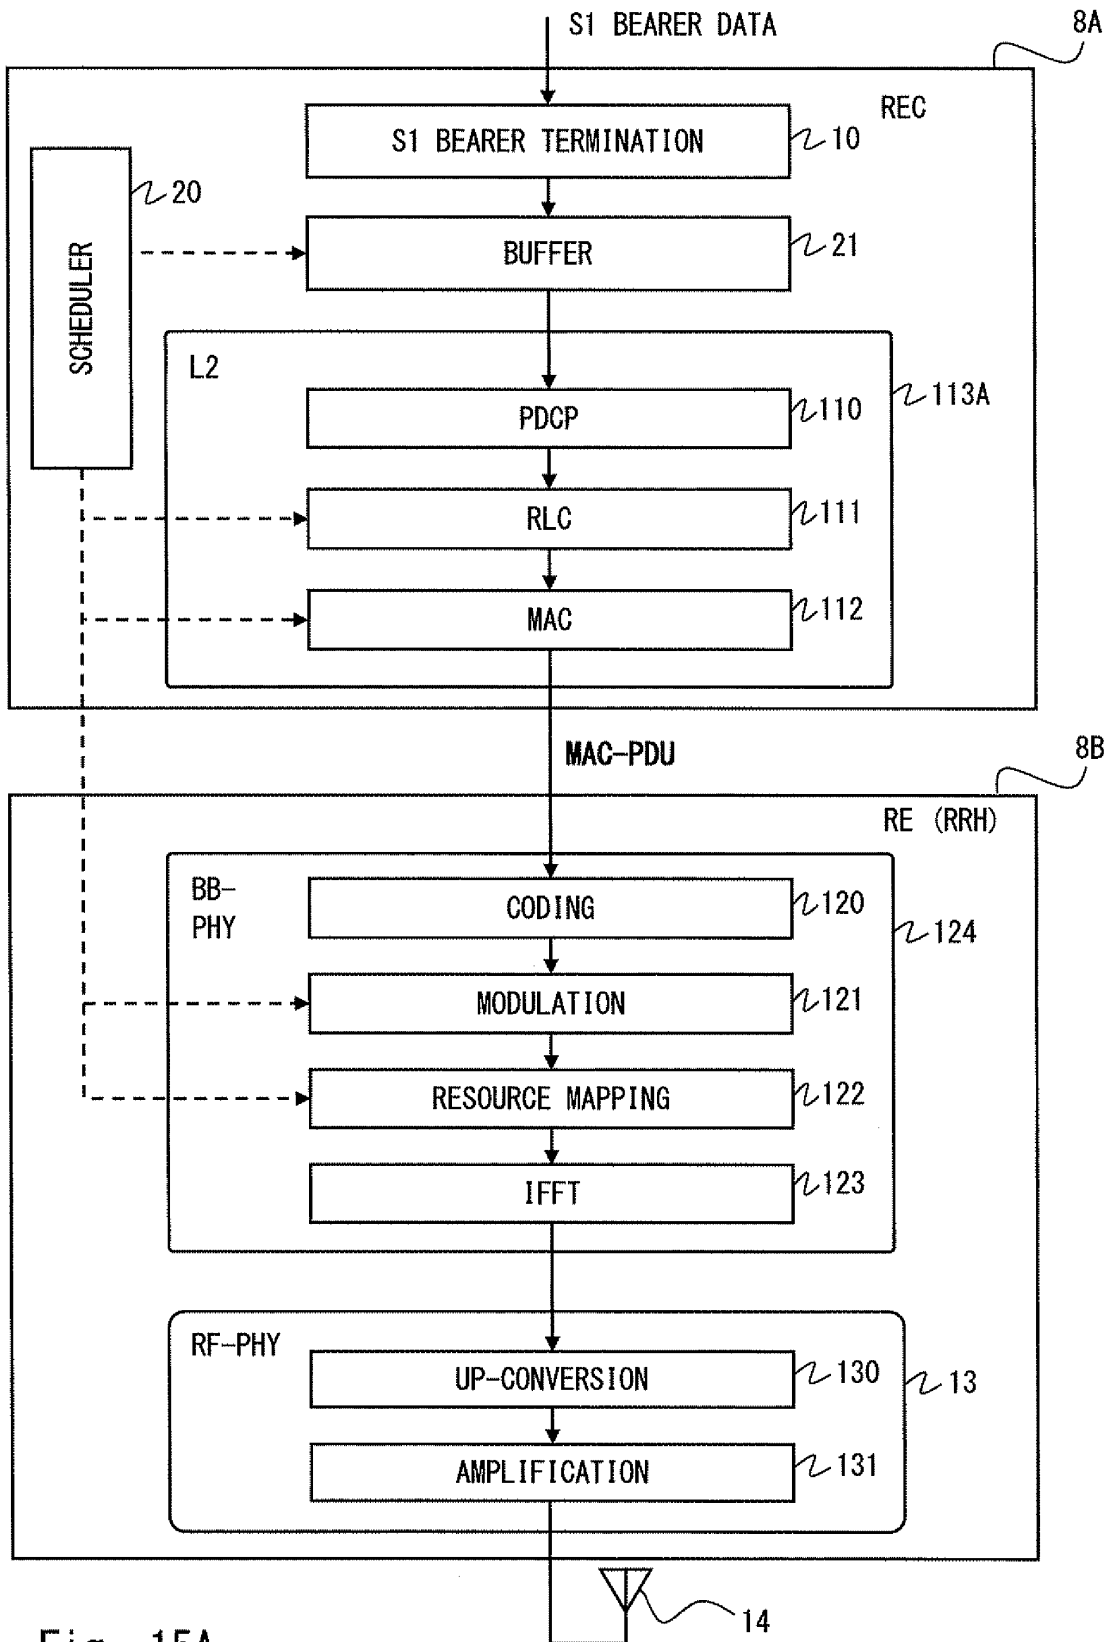 S1 BEARER DATA
8A
REC
S1 BEARER TERMINATION
10
20
SCHEDULER
BUFFER
21
L2
113A
PDCP
110
RLC
111
MAC
112
MAC-PDU
8B
RE (RRH)
BB-
PHY
CODING
120
124
MODULATION
121
RESOURCE MAPPING
122
IFFT
123
RF-PHY
UP-CONVERSION
130
13
AMPLIFICATION
131
14
Fig. 15A